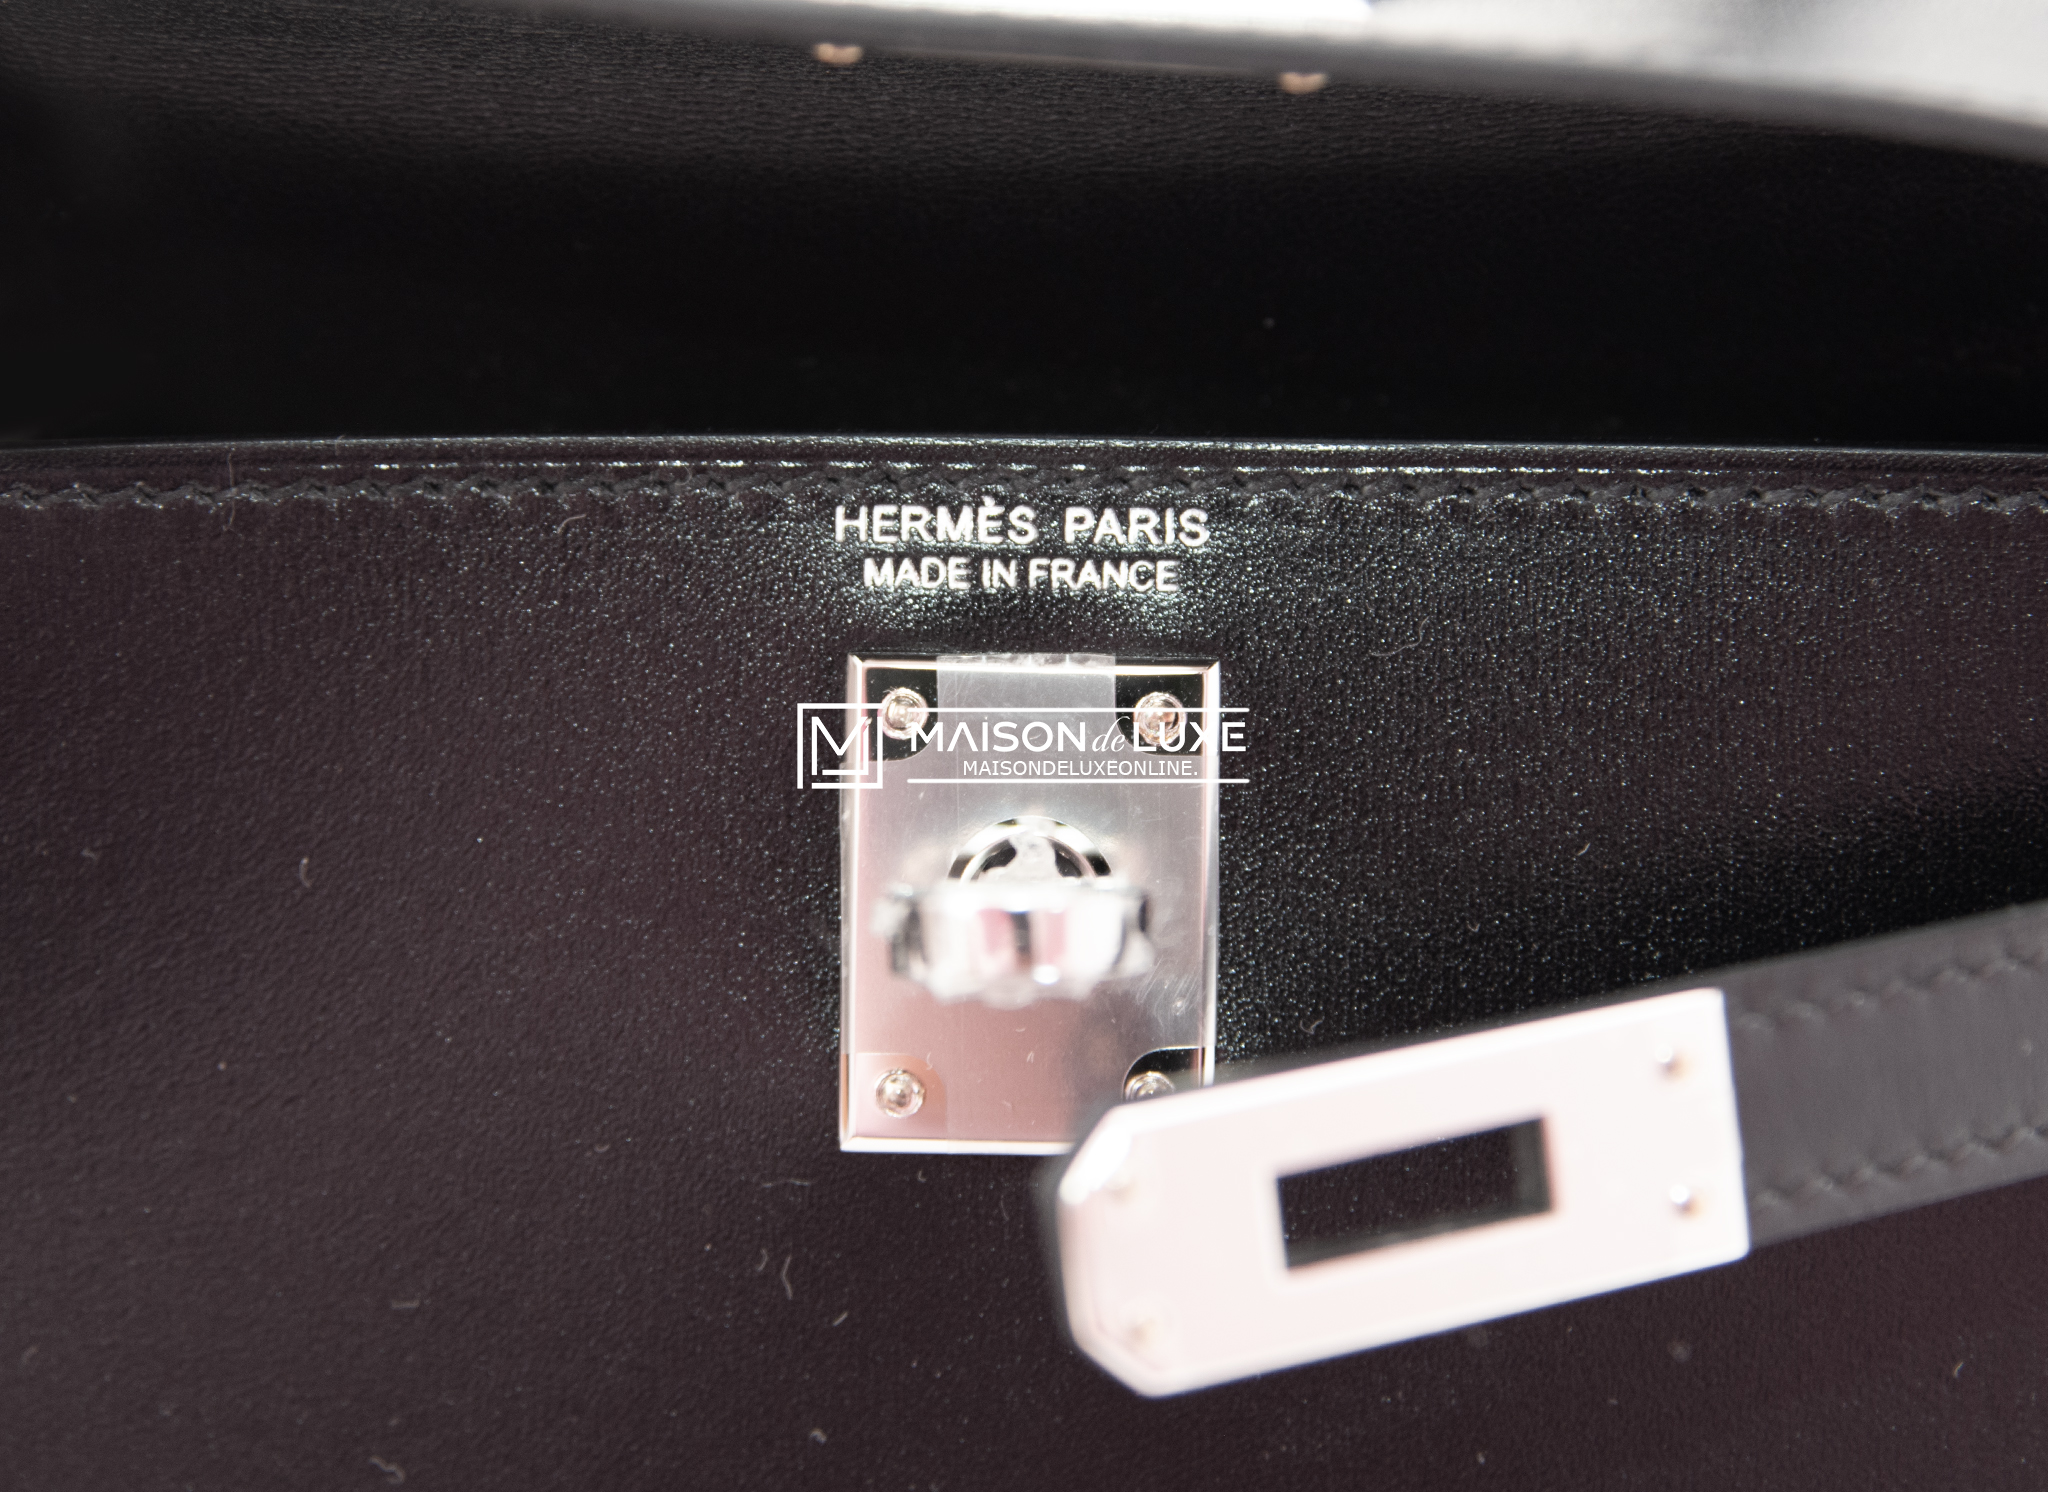 HERMÈS PARIS
MADE IN FRANCE
MAISON de LUXE
MAISONDELUXEONLINE.